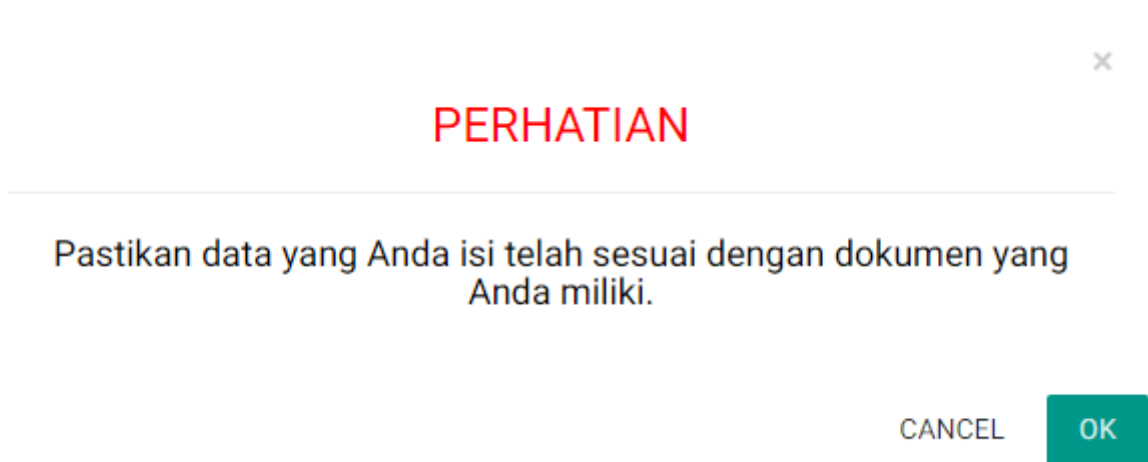 ×
PERHATIAN
Pastikan data yang Anda isi telah sesuai dengan dokumen yang
Anda miliki.
CANCEL OK